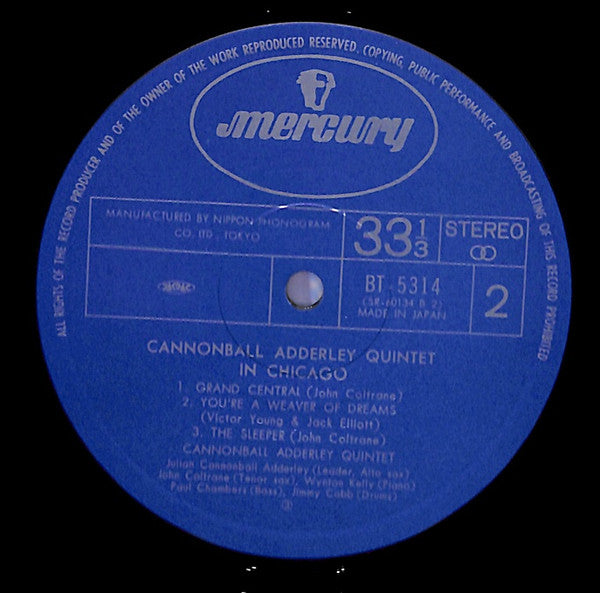 ALL RIGHTS OF THE RECORD PRODUCER AND OF THE OWNER OF THE WORK REPRODUCED RESERVED. COPYING, PUBLIC PERFORMANCE AND BROADCASTING OF THIS RECORD PROHIBITED
mercury
MANUFACTURED BY NIPPON PHONOGRAM
CO., LTD., TOKYO
33 1/3
STEREO
BT-5314
(SR-60134 B 2)
MADE IN JAPAN
2
CANNONBALL ADDERLEY QUINTET
IN CHICAGO
1. GRAND CENTRAL (John Coltrane)
2. YOU'RE A WEAVER OF DREAMS
(Victor Young & Jack Elliott)
3. THE SLEEPER (John Coltrane)
CANNONBALL ADDERLEY QUINTET
Julian Cannonball Adderley (Leader, Alto sax)
John Coltrane (Tenor sax), Wynton Kelly (Piano)
Paul Chambers (Bass), Jimmy Cobb (Drums)